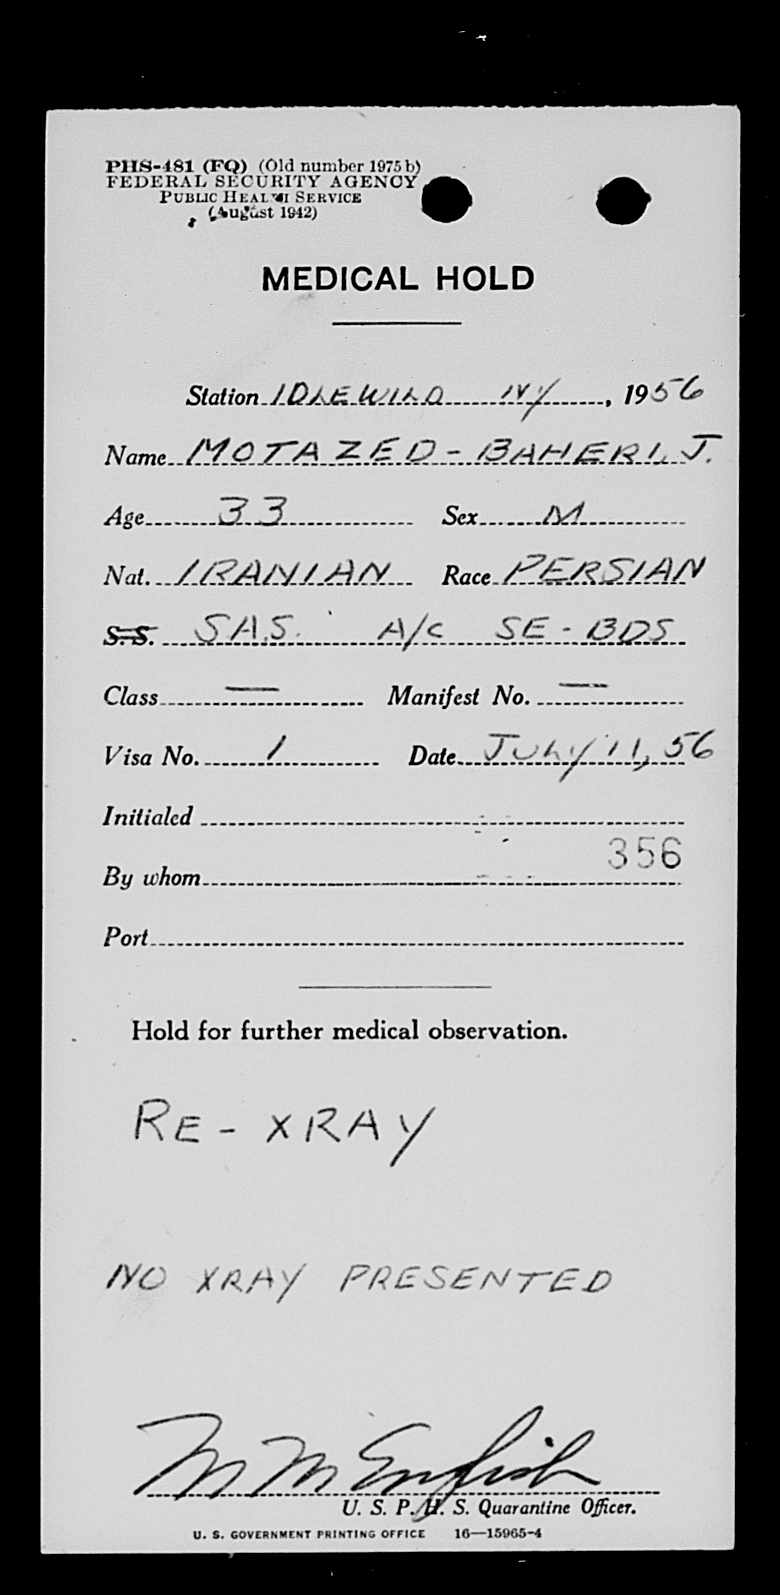 PHS-481 (FQ) (Old number 1975 b)
FEDERAL SECURITY AGENCY
PUBLIC HEALTH SERVICE
(August 1942)
MEDICAL HOLD
Station IDLEWILD NY, 1956
Name MOTAZED - BAHERI, J.
Age 33 Sex M
Nat. IRANIAN Race PERSIAN
S.S. SA.S. A/C SE - BDS
Class — Manifest No. —
Visa No. 1 Date JULY 11, 56
Initialed
356
By whom
Port
Hold for further medical observation.
RE - XRAY
NO XRAY PRESENTED
M M English
U. S. P. H. S. Quarantine Officer.
U. S. GOVERNMENT PRINTING OFFICE 16—15965-4